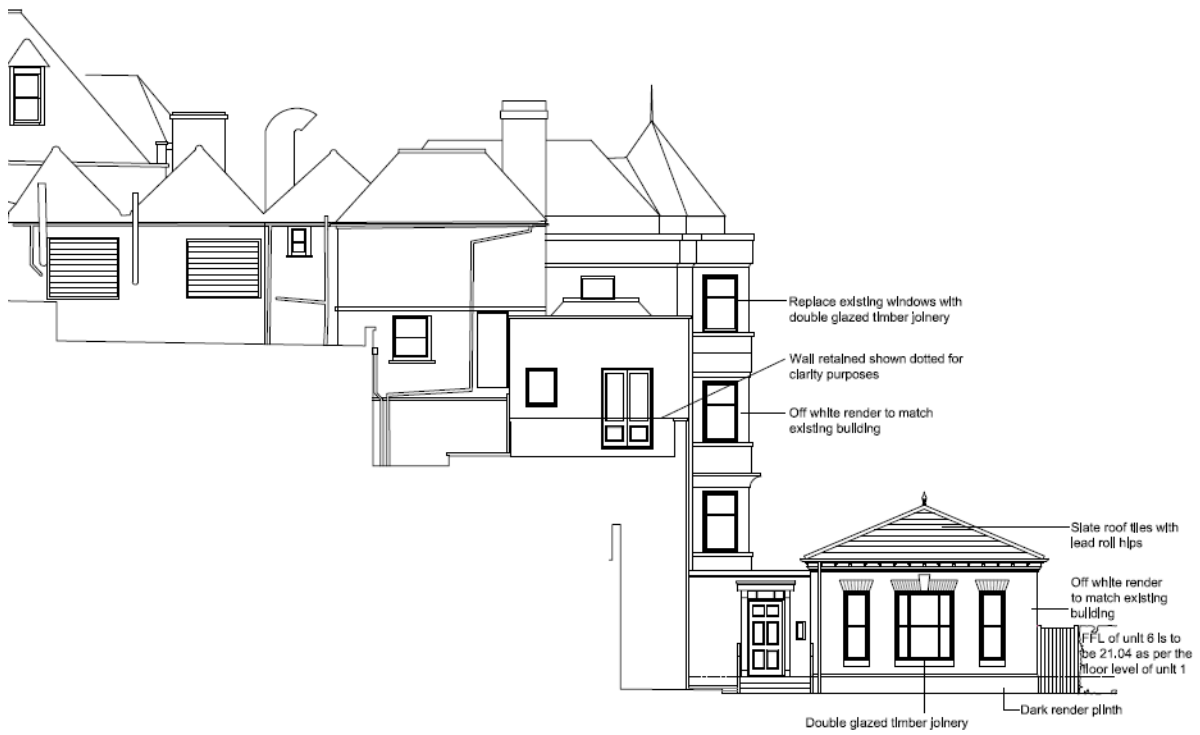 Replace existing windows with
double glazed timber joinery
Wall retained shown dotted for
clarity purposes
Off white render to match
existing building
Slate roof tiles with
lead roll hips
Off white render
to match existing
building
FFL of unit 6 is to
be 21.04 as per the
floor level of unit 1
Dark render plinth
Double glazed timber joinery